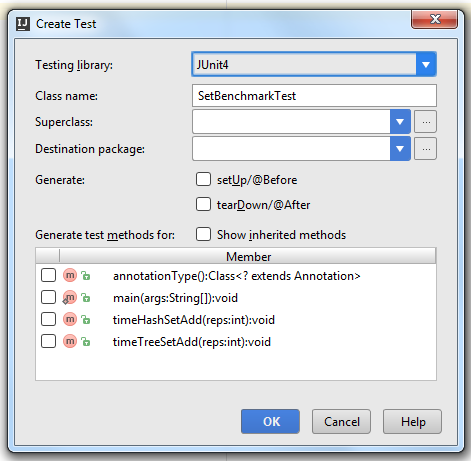 IJ Create Test
Testing library: JUnit4
Class name: SetBenchmarkTest
Superclass: ...
Destination package: ...
Generate: setUp/@Before
tearDown/@After
Generate test methods for: Show inherited methods
Member
m annotationType():Class<? extends Annotation>
m main(args:String[]):void
m timeHashSetAdd(reps:int):void
m timeTreeSetAdd(reps:int):void
OK Cancel Help